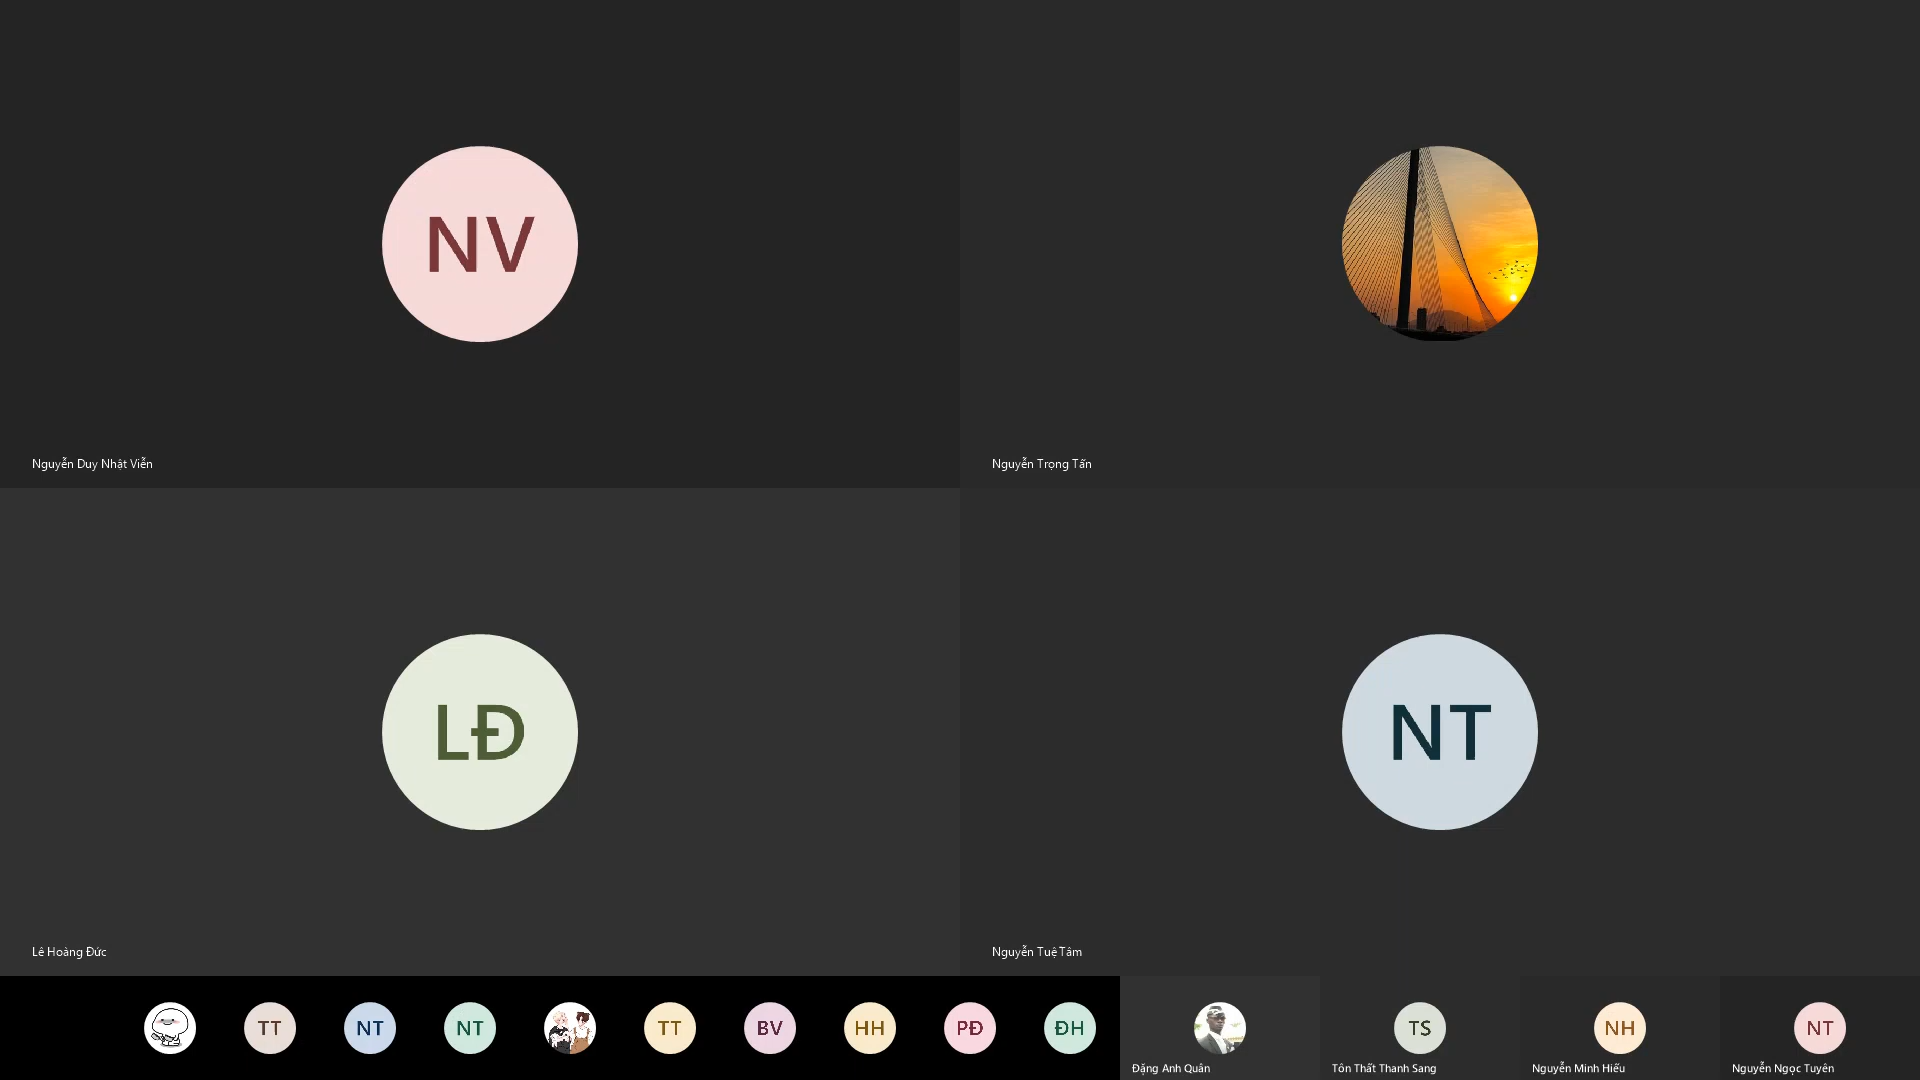 NV
Nguyễn Duy Nhật Viễn
Nguyễn Trọng Tấn
LĐ
Lê Hoàng Đức
NT
Nguyễn Tuệ Tâm
TT
NT
NT
TT
BV
HH
PĐ
ĐH
Đặng Anh Quân
TS
Tôn Thất Thanh Sang
NH
Nguyễn Minh Hiếu
NT
Nguyễn Ngọc Tuyên